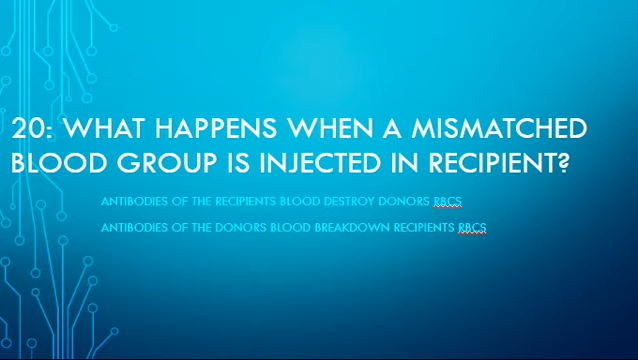 20: WHAT HAPPENS WHEN A MISMATCHED
BLOOD GROUP IS INJECTED IN RECIPIENT?
ANTIBODIES OF THE RECIPIENTS BLOOD DESTROY DONORS RBCS
ANTIBODIES OF THE DONORS BLOOD BREAKDOWN RECIPIENTS RBCS